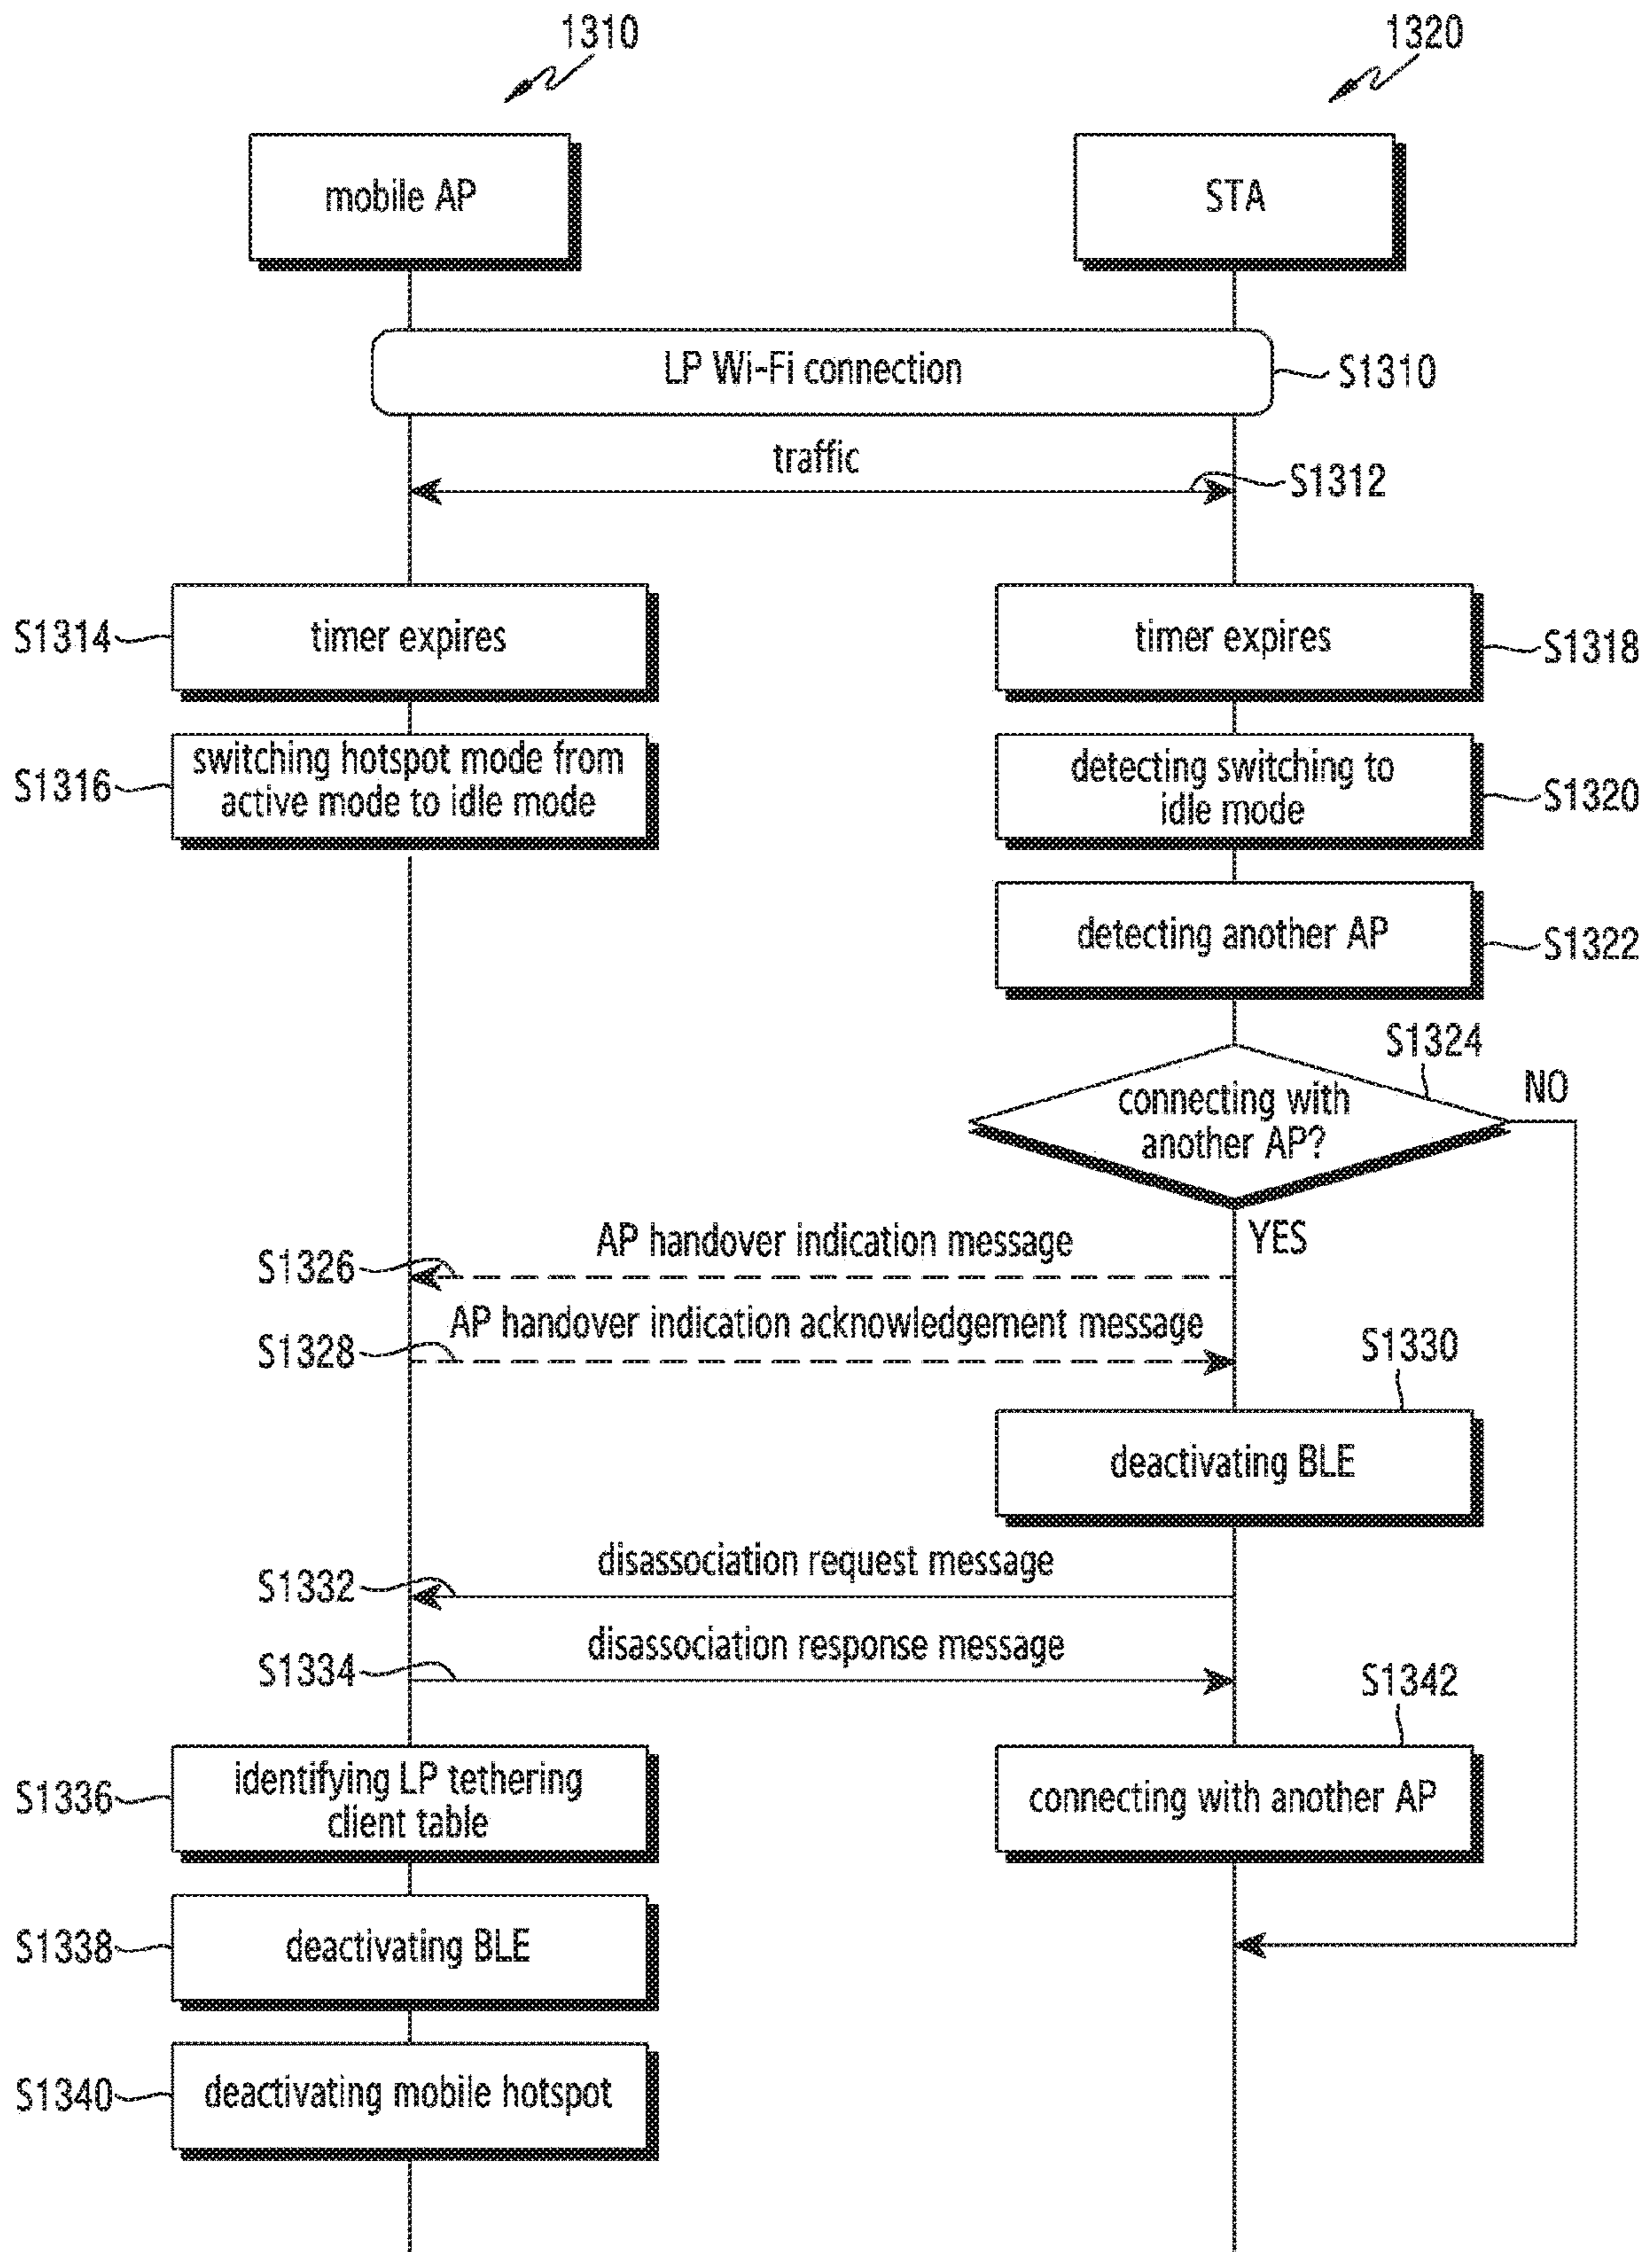 1310
1320
mobile AP
STA
LP Wi-Fi connection
S1310
traffic
S1312
S1314
timer expires
timer expires
S1318
S1316
switching hotspot mode from
active mode to idle mode
detecting switching to
idle mode
S1320
detecting another AP
S1322
S1324
NO
connecting with
another AP?
YES
AP handover indication message
S1326
AP handover indication acknowledgement message
S1328
S1330
deactivating BLE
disassociation request message
S1332
disassociation response message
S1334
S1342
S1336
identifying LP tethering
client table
connecting with another AP
S1338
deactivating BLE
S1340
deactivating mobile hotspot